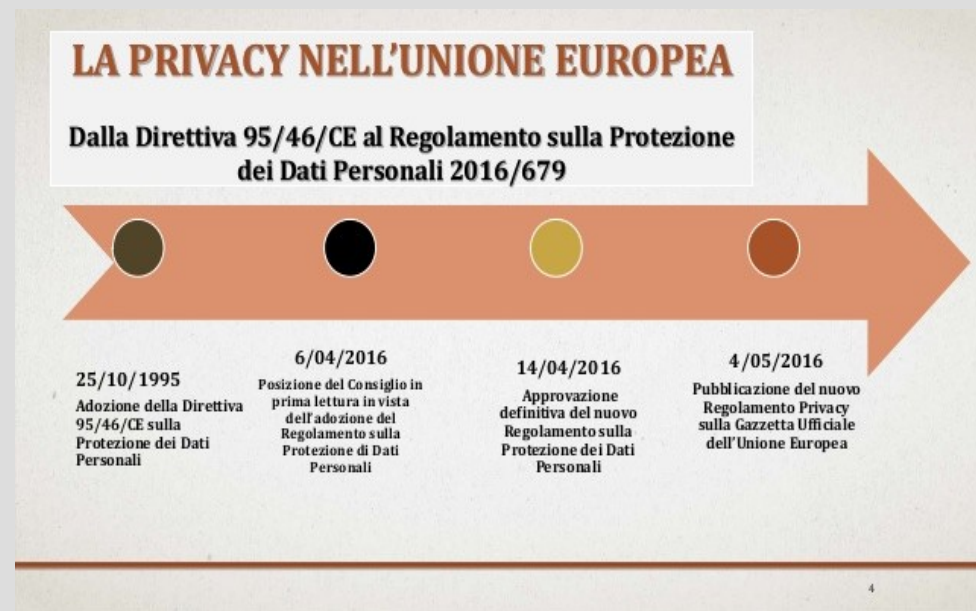 LA PRIVACY NELL'UNIONE EUROPEA
Dalla Direttiva 95/46/CE al Regolamento sulla Protezione
dei Dati Personali 2016/679
25/10/1995
Adozione della Direttiva
95/46/CE sulla
Protezione dei Dati
Personali
6/04/2016
Posizione del Consiglio in
prima lettura in vista
dell'adozione del
Regolamento sulla
Protezione di Dati
Personali
14/04/2016
Approvazione
definitiva del nuovo
Regolamento sulla
Protezione dei Dati
Personali
4/05/2016
Pubblicazione del nuovo
Regolamento Privacy
sulla Gazzetta Ufficiale
dell'Unione Europea
4